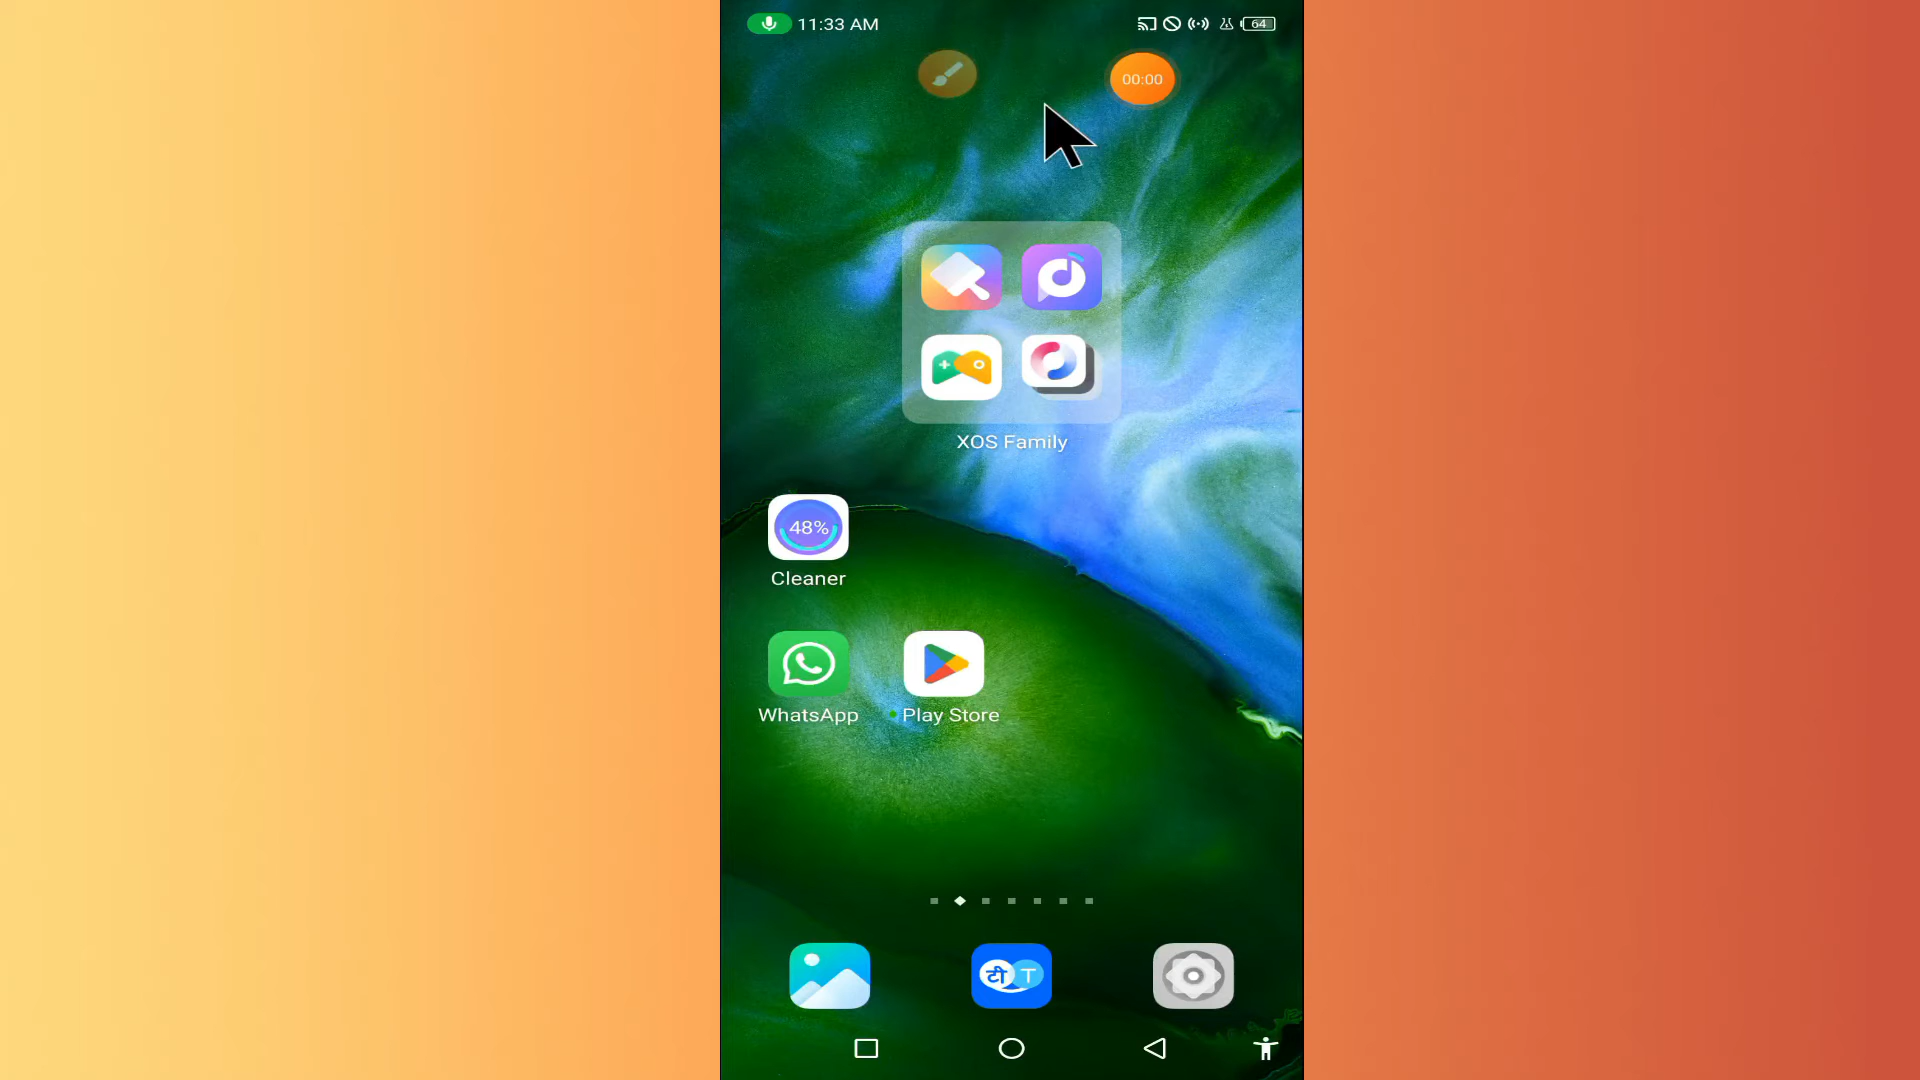 11:33 AM
64
00:00
XOS Family
48%
Cleaner
WhatsApp
Play Store
टी T